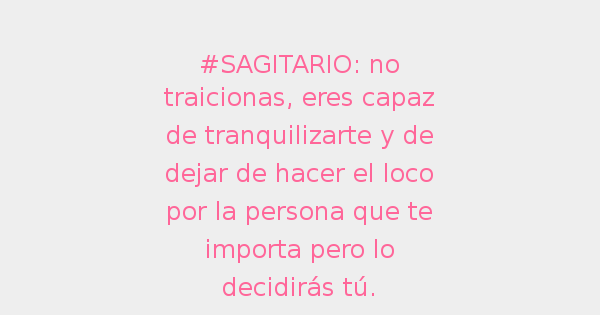 #SAGITARIO: no
traicionas, eres capaz
de tranquilizarte y de
dejar de hacer el loco
por la persona que te
importa pero lo
decidirás tú.